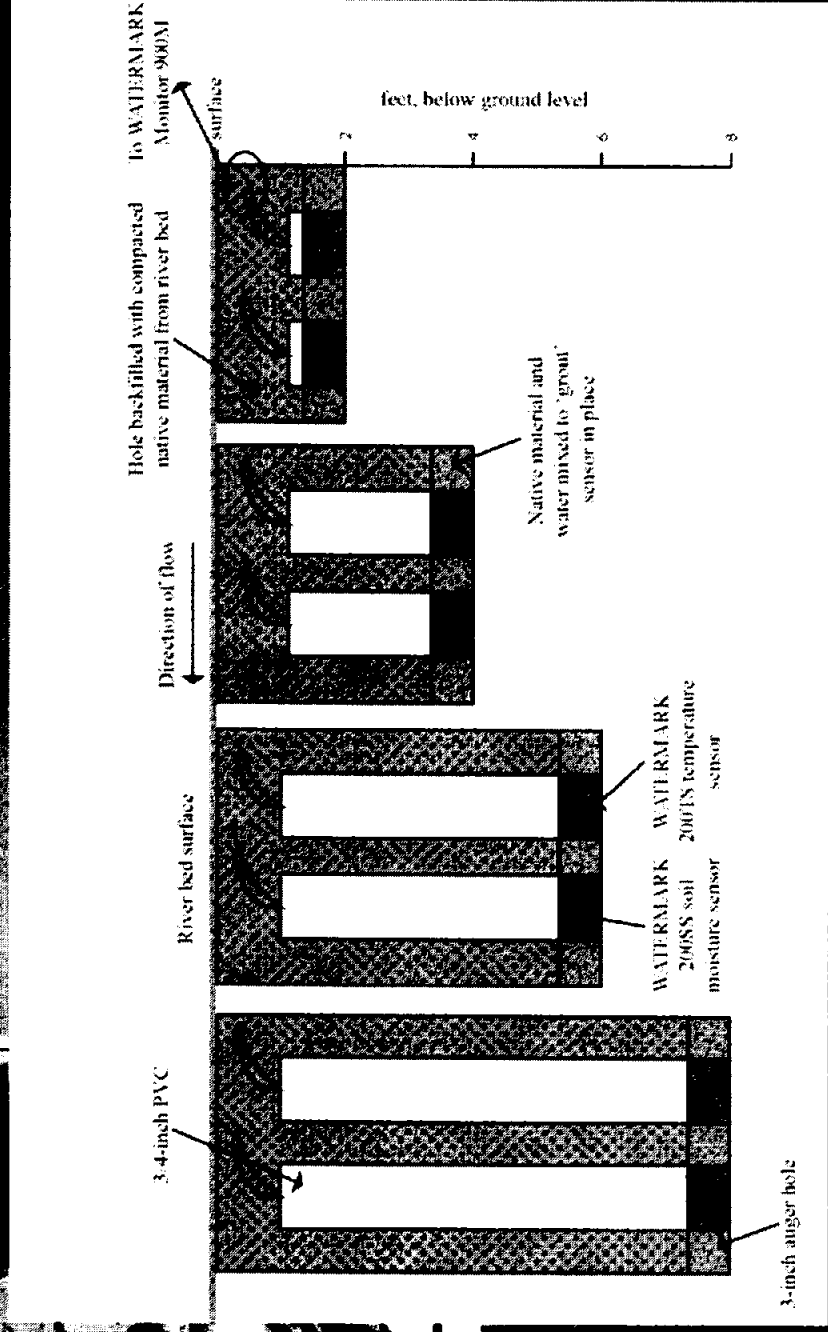 3/4-inch PVC
River bed surface
Direction of flow
Hole backfilled with compacted
native material from river bed
To WATERMARK
Monitor 900M
surface
2
4
6
8
feet, below ground level
Native material and
water mixed to 'grout'
sensor in place
WATERMARK
200SS soil
moisture sensor
WATERMARK
200TS temperature
sensor
3-inch auger hole